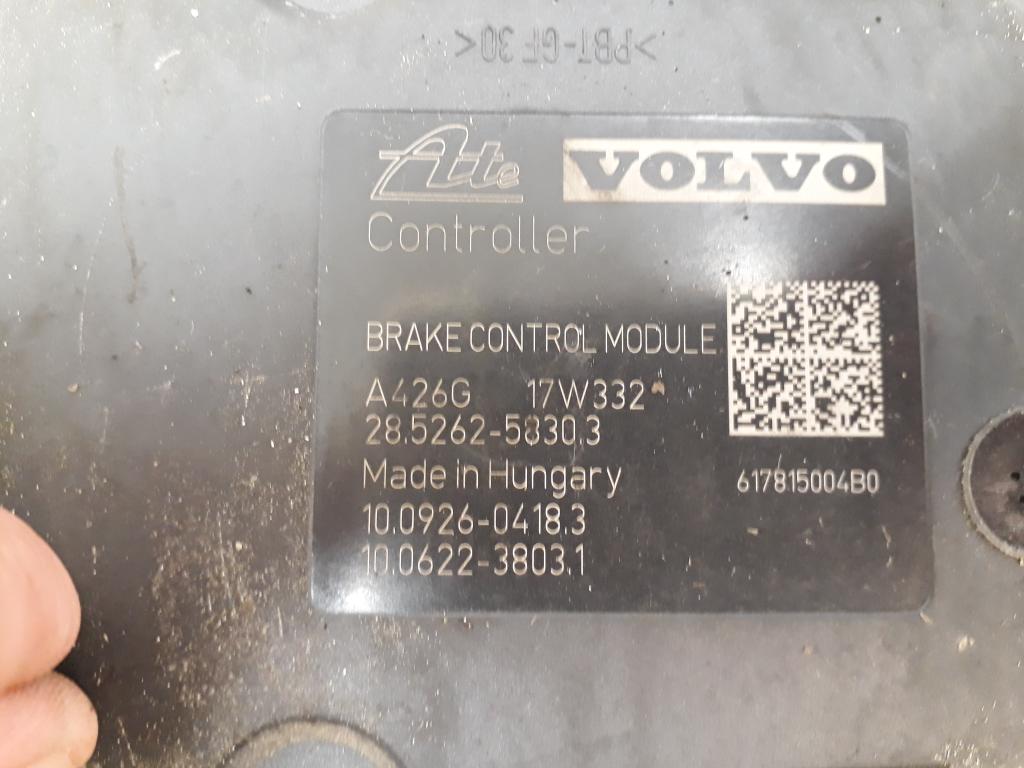 >PBT-GF 30<
Ate VOLVO
Controller
BRAKE CONTROL MODULE
A426G 17W332
28.5262-5830.3
Made in Hungary 617815004B0
10.0926-0418.3
10.0622-3803.1